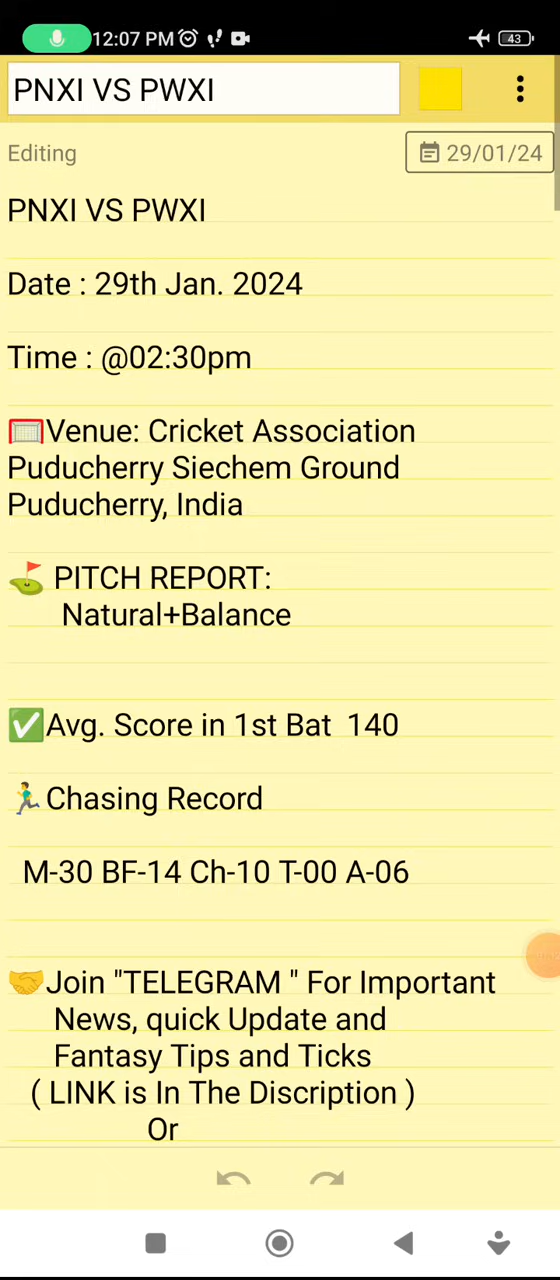 12:07 PM
43
PNXI VS PWXI
Editing
29/01/24
PNXI VS PWXI
Date : 29th Jan. 2024
Time : @02:30pm
🥅Venue: Cricket Association
Puducherry Siechem Ground
Puducherry, India
⛳ PITCH REPORT:
Natural+Balance
✅Avg. Score in 1st Bat  140
🏃‍♂️Chasing Record
M-30 BF-14 Ch-10 T-00 A-06
🤝Join "TELEGRAM " For Important
News, quick Update and
Fantasy Tips and Ticks
( LINK is In The Discription )
Or